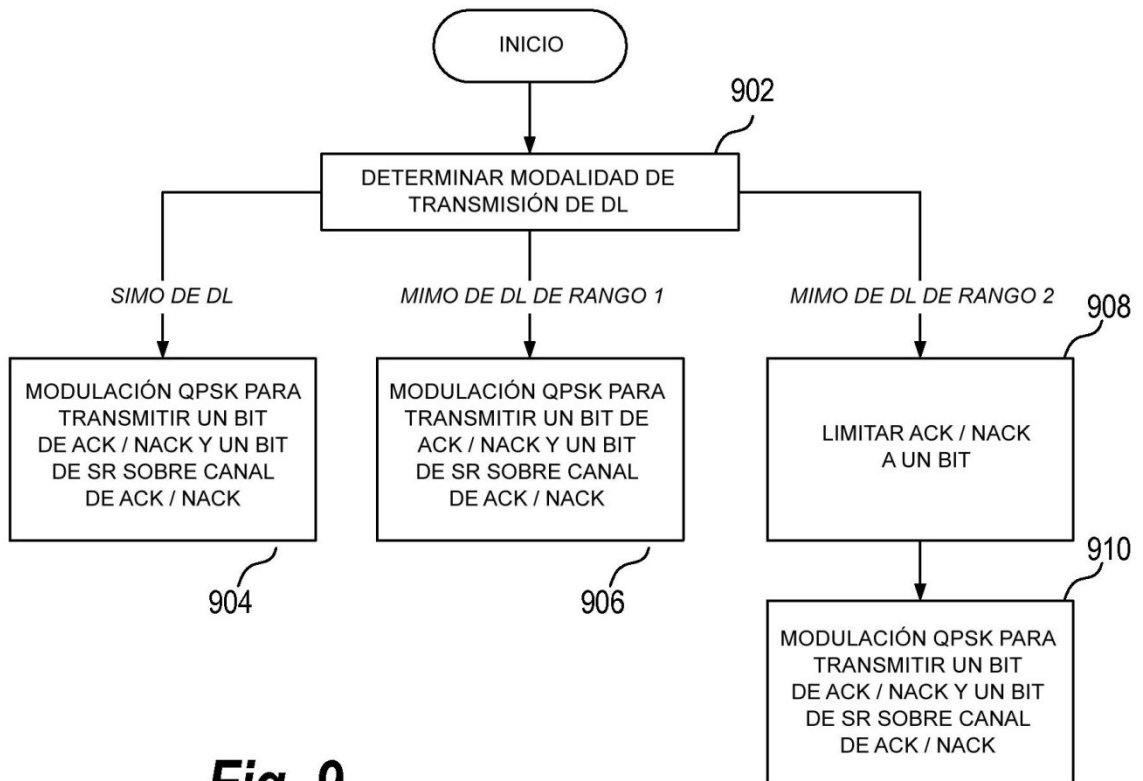 INICIO
902
DETERMINAR MODALIDAD DE
TRANSMISIÓN DE DL
SIMO DE DL
MIMO DE DL DE RANGO 1
MIMO DE DL DE RANGO 2
908
MODULACIÓN QPSK PARA
TRANSMITIR UN BIT
DE ACK / NACK Y UN BIT
DE SR SOBRE CANAL
DE ACK / NACK
904
MODULACIÓN QPSK PARA
TRANSMITIR UN BIT DE
ACK / NACK Y UN BIT
DE SR SOBRE CANAL
DE ACK / NACK
906
LIMITAR ACK / NACK
A UN BIT
910
MODULACIÓN QPSK PARA
TRANSMITIR UN BIT
DE ACK / NACK Y UN BIT
DE SR SOBRE CANAL
DE ACK / NACK
Fig. 9